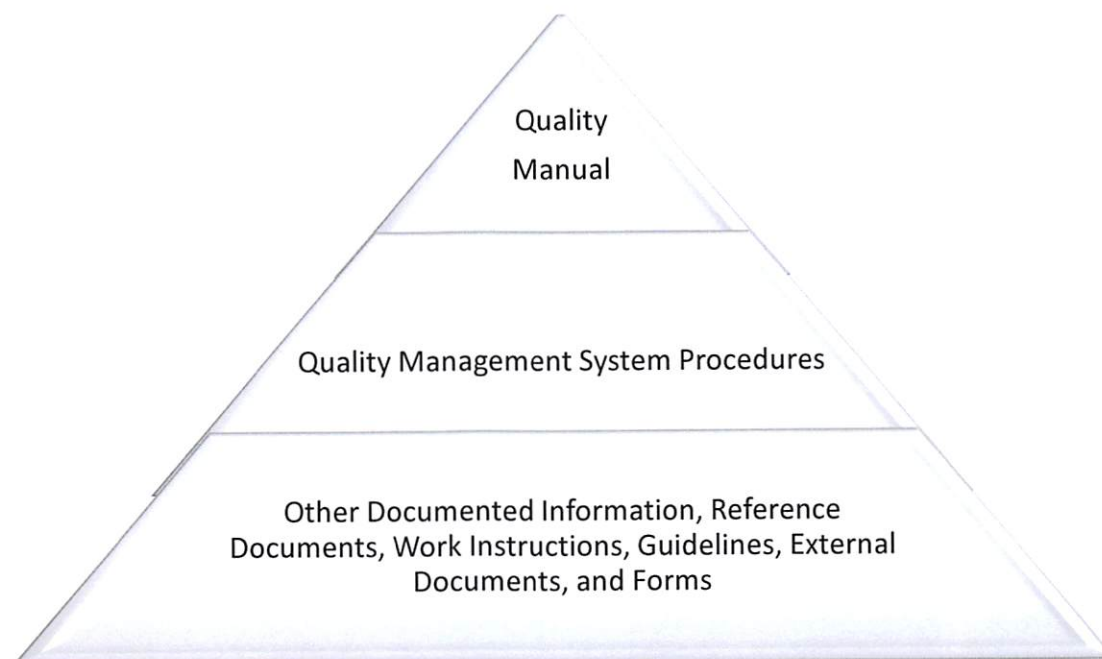 Quality
Manual
Quality Management System Procedures
Other Documented Information, Reference
Documents, Work Instructions, Guidelines, External
Documents, and Forms